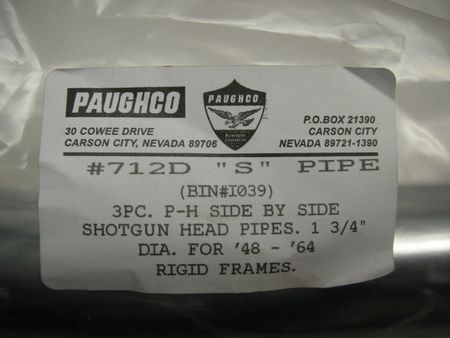 PAUGHCO
PAUGHCO
30 COWEE DRIVE
CARSON CITY, NEVADA 89706
P.O.BOX 21390
CARSON CITY
NEVADA 89721-1390
#712D "S" PIPE
(BIN#I039)
3PC. P-H SIDE BY SIDE
SHOTGUN HEAD PIPES. 1 3/4"
DIA. FOR '48 - '64
RIGID FRAMES.